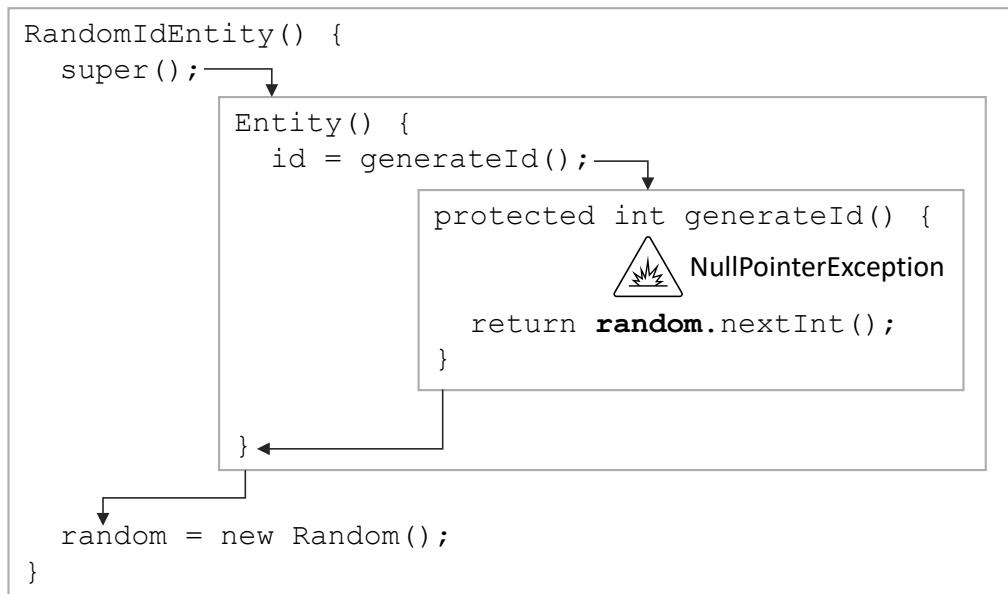 RandomIdEntity() {
super();
Entity() {
id = generateId();
protected int generateId() {
NullPointerException
return random.nextInt();
}
}
random = new Random();
}